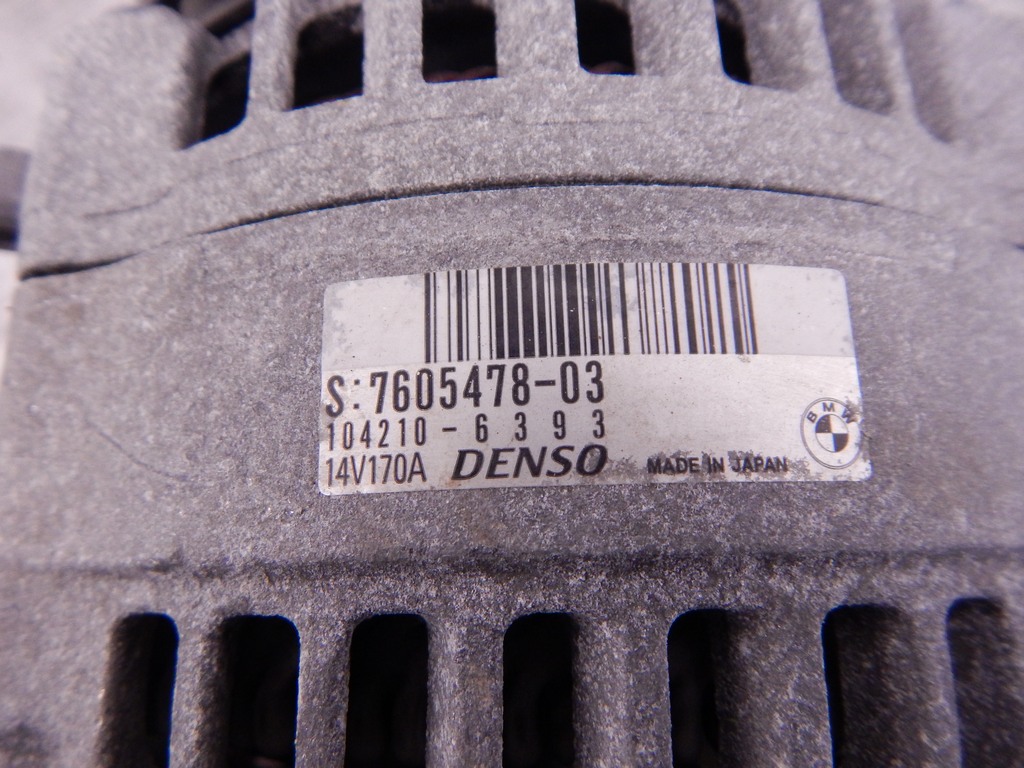 S:7605478-03
104210-6393
14V170A DENSO MADE IN JAPAN BMW